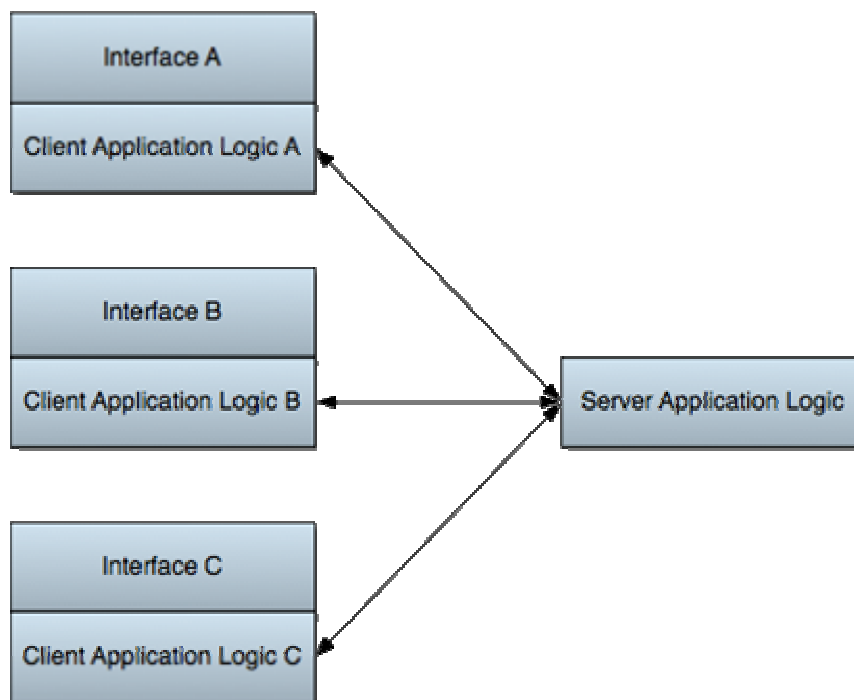 Interface A
Client Application Logic A
Interface B
Client Application Logic B
Server Application Logic
Interface C
Client Application Logic C